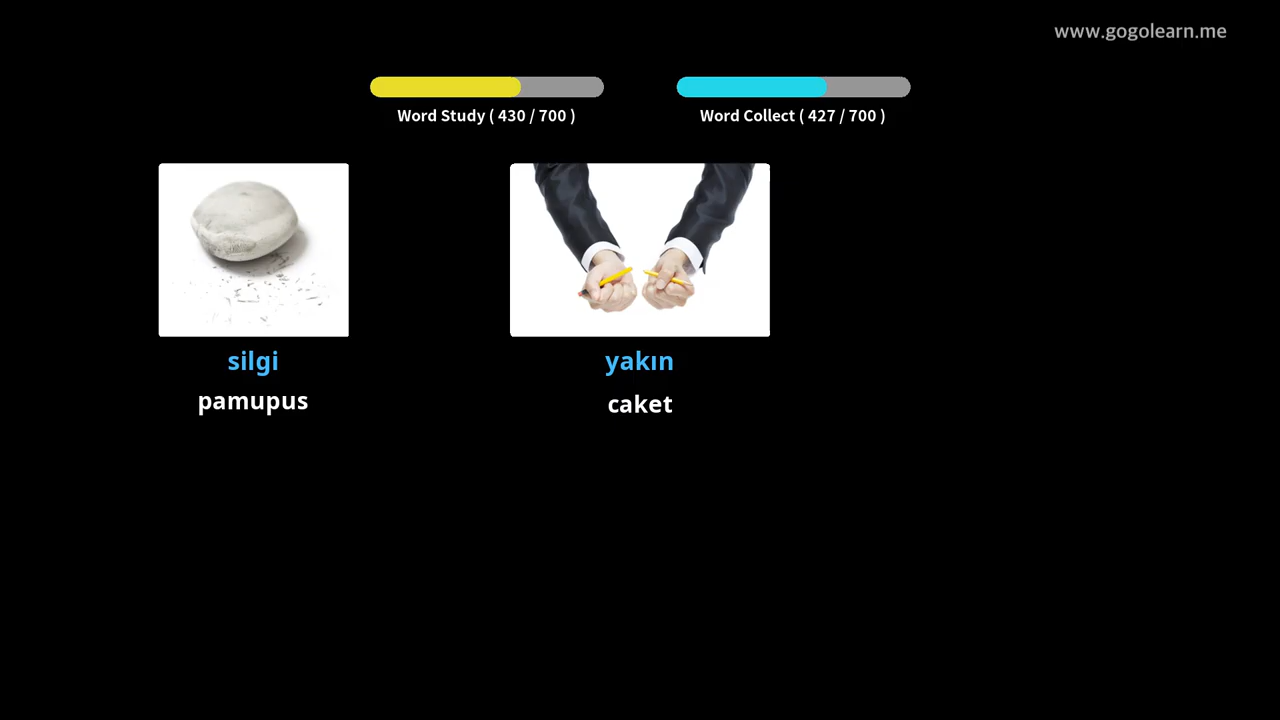 www.gogolearn.me
Word Study ( 430 / 700 )
Word Collect ( 427 / 700 )
silgi
pamupus
yakın
caket